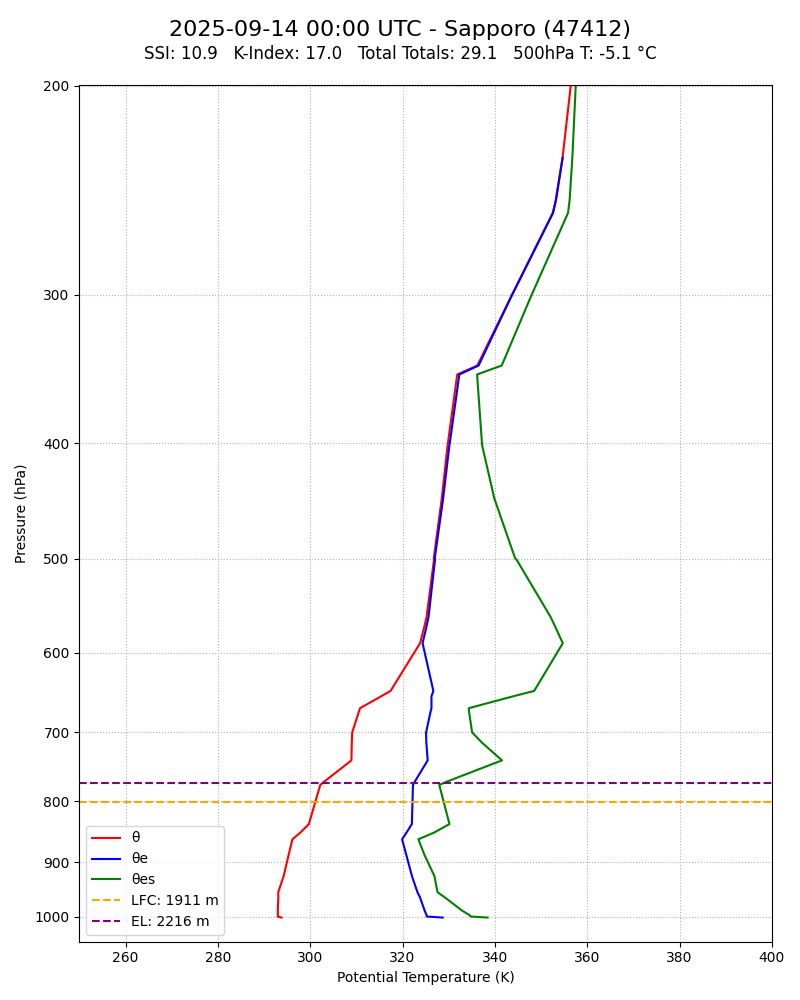 2025-09-14 00:00 UTC - Sapporo (47412)
SSI: 10.9 K-Index: 17.0 Total Totals: 29.1 500hPa T: -5.1 °C
200
300
400
500
600
700
800
900
1000
Pressure (hPa)
θ
θe
θes
LFC: 1911 m
EL: 2216 m
260 280 300 320 340 360 380 400
Potential Temperature (K)